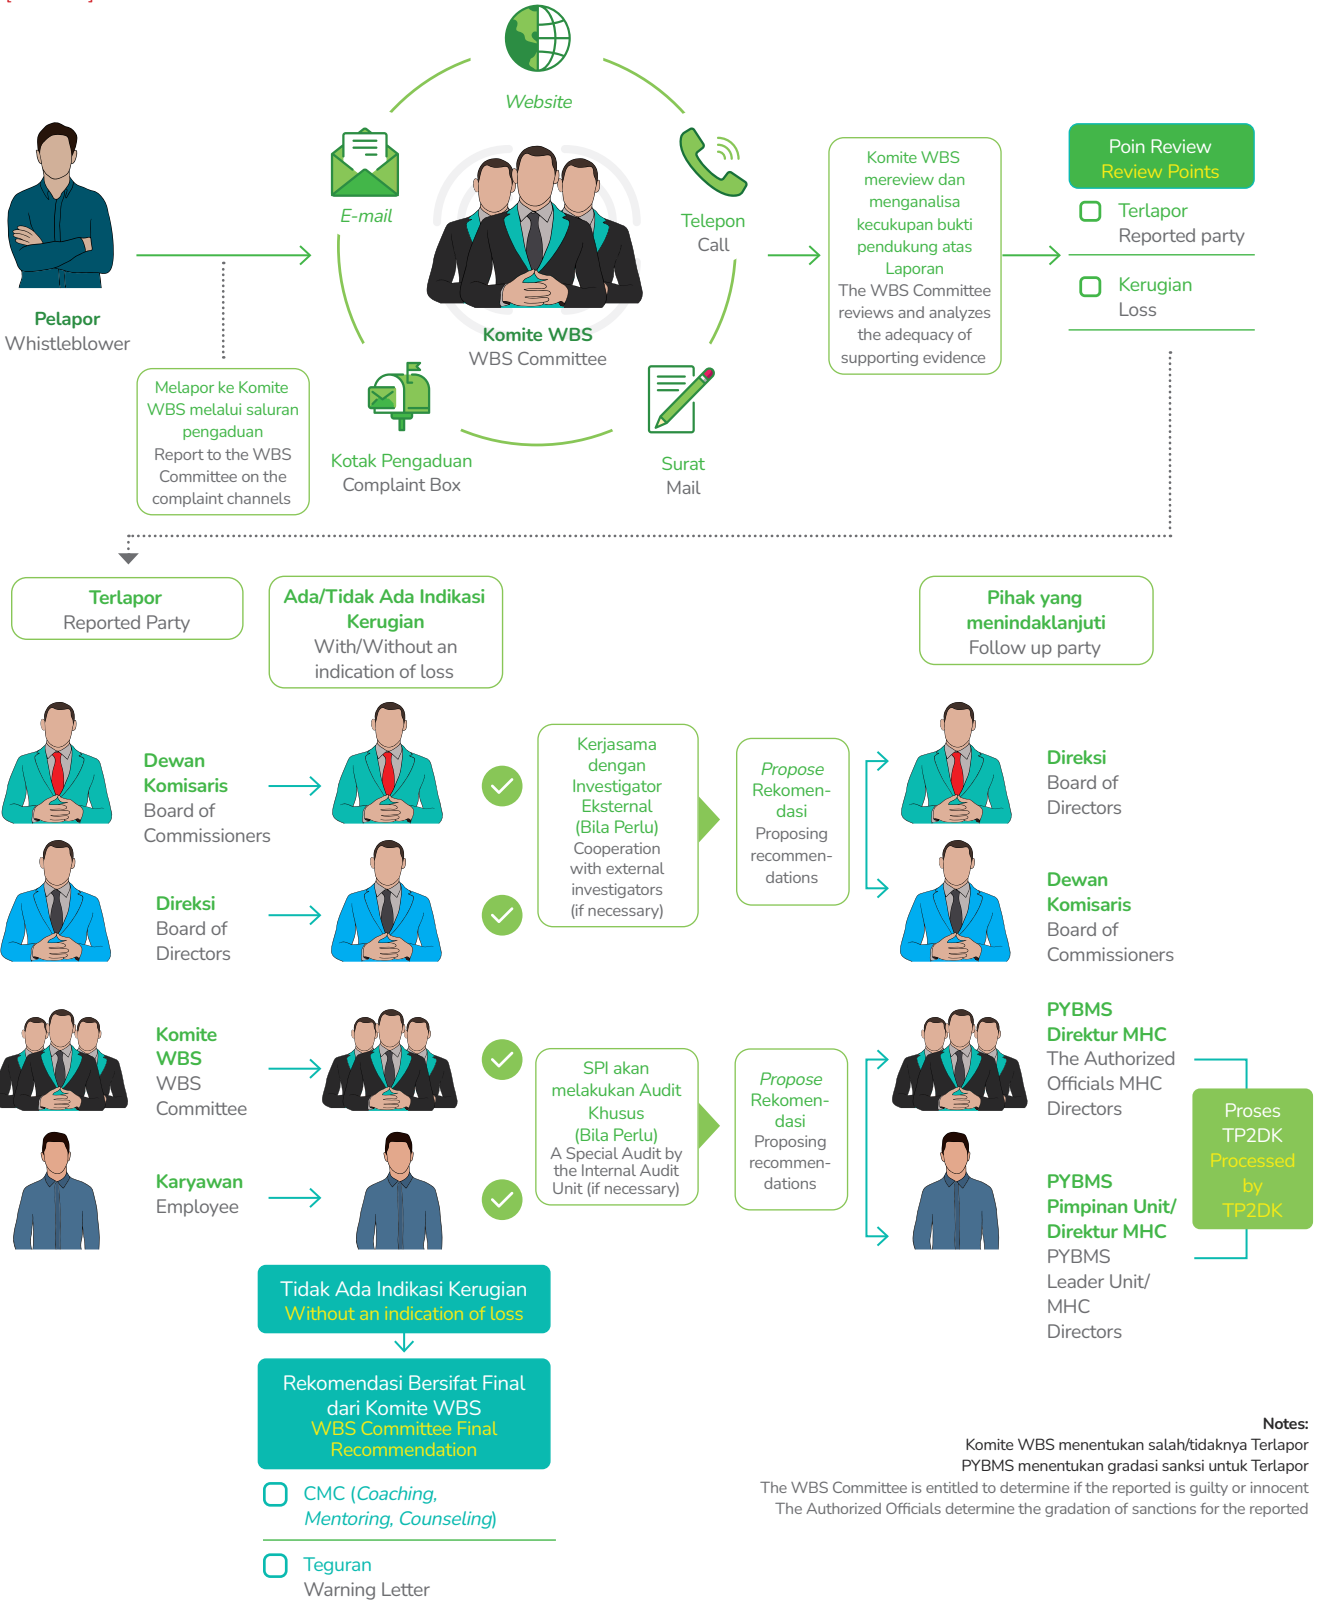 Website
E-mail
Telepon
Call
Pelapor
Whistleblower
Komite WBS
WBS Committee
Melapor ke Komite
WBS melalui saluran
pengaduan
Report to the WBS
Committee on the
complaint channels
Kotak Pengaduan
Complaint Box
Surat
Mail
Komite WBS
mereview dan
menganalisa
kecukupan bukti
pendukung atas
Laporan
The WBS Committee
reviews and analyzes
the adequacy of
supporting evidence
Poin Review
Review Points
Terlapor
Reported party
Kerugian
Loss
Terlapor
Reported Party
Ada/Tidak Ada Indikasi
Kerugian
With/Without an
indication of loss
Pihak yang
menindaklanjuti
Follow up party
Dewan
Komisaris
Board of
Commissioners
Direksi
Board of
Directors
Kerjasama
dengan
Investigator
Eksternal
(Bila Perlu)
Cooperation
with external
investigators
(if necessary)
Propose
Rekomen-
dasi
Proposing
recommen-
dations
Direksi
Board of
Directors
Dewan
Komisaris
Board of
Commissioners
Komite
WBS
WBS
Committee
Karyawan
Employee
SPI akan
melakukan Audit
Khusus
(Bila Perlu)
A Special Audit by
the Internal Audit
Unit (if necessary)
Propose
Rekomen-
dasi
Proposing
recommen-
dations
PYBMS
Direktur MHC
The Authorized
Officials MHC
Directors
PYBMS
Pimpinan Unit/
Direktur MHC
PYBMS
Leader Unit/
MHC
Directors
Proses
TP2DK
Processed
by
TP2DK
Tidak Ada Indikasi Kerugian
Without an indication of loss
Rekomendasi Bersifat Final
dari Komite WBS
WBS Committee Final
Recommendation
CMC (Coaching,
Mentoring, Counseling)
Teguran
Warning Letter
Notes:
Komite WBS menentukan salah/tidaknya Terlapor
PYBMS menentukan gradasi sanksi untuk Terlapor
The WBS Committee is entitled to determine if the reported is guilty or innocent
The Authorized Officials determine the gradation of sanctions for the reported